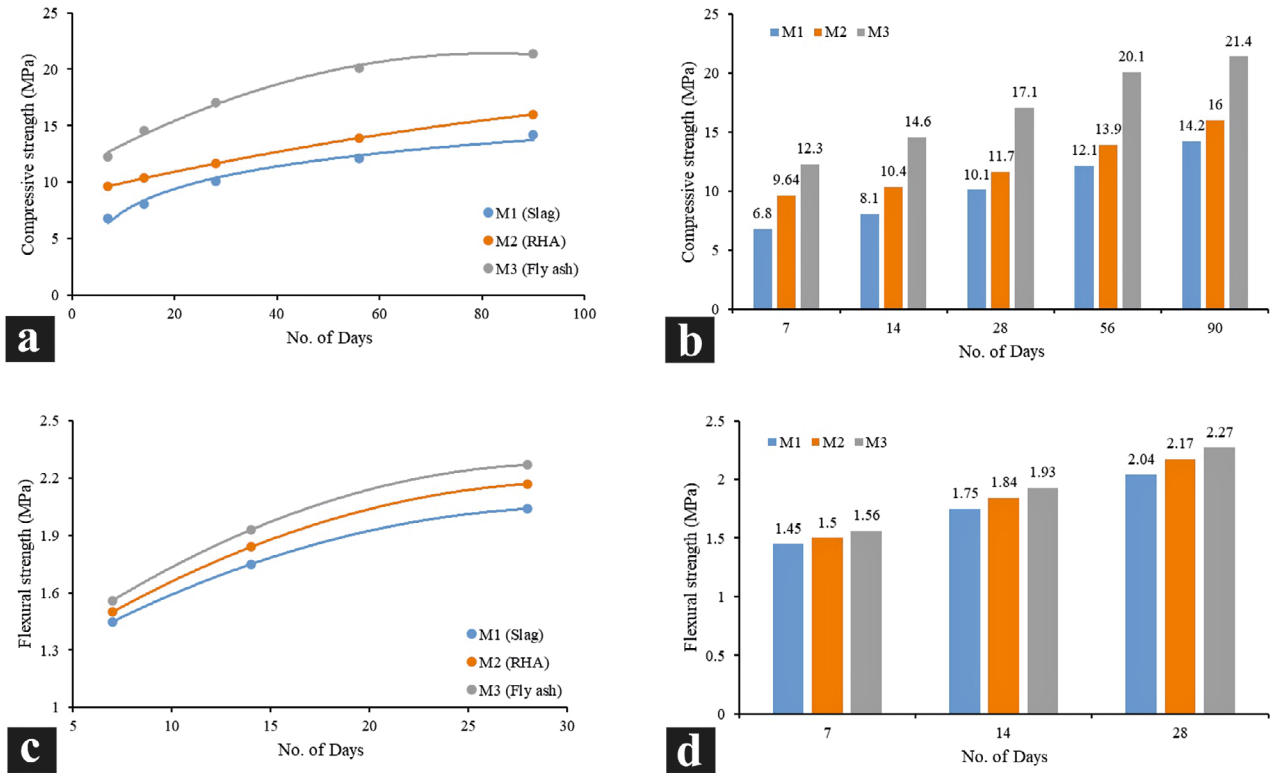 25
20
15
10
5
0
0
20
40
60
80
100
Compressive strength (MPa)
No. of Days
M1 (Slag)
M2 (RHA)
M3 (Fly ash)
a
M1 M2 M3
25
20
15
10
5
0
Compressive strength (MPa)
6.8 9.64 12.3
8.1 10.4 14.6
10.1 11.7 17.1
12.1 13.9 20.1
14.2 16 21.4
7 14 28 56 90
No. of Days
b
2.5
2.2
1.9
1.6
1.3
1
Flexural strength (MPa)
M1 (Slag)
M2 (RHA)
M3 (Fly ash)
5 10 15 20 25 30
No. of Days
c
M1 M2 M3
2.5
2
1.5
1
0.5
0
Flexural strength (MPa)
1.45 1.5 1.56
1.75 1.84 1.93
2.04 2.17 2.27
7 14 28
No. of Days
d